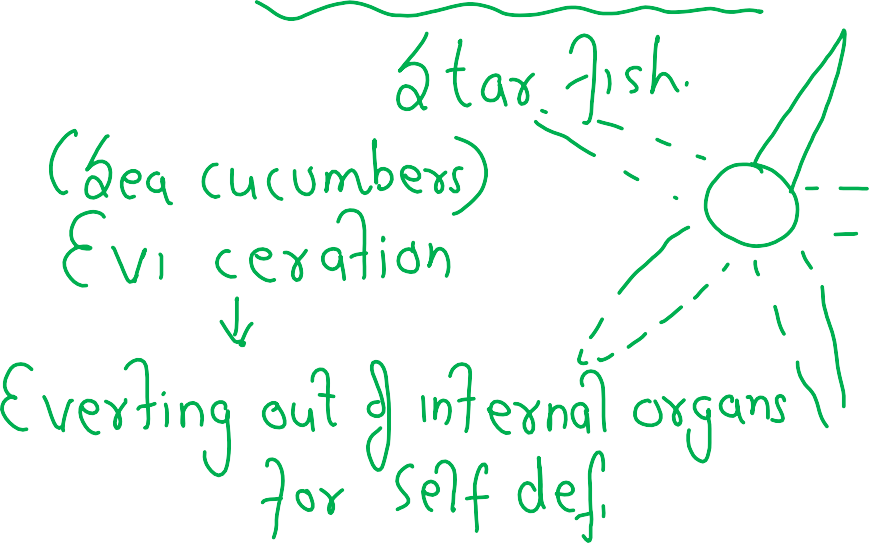 Star fish.
(Sea cucumbers)
Evi ceration
↓
Everting out of internal organs
for self def.